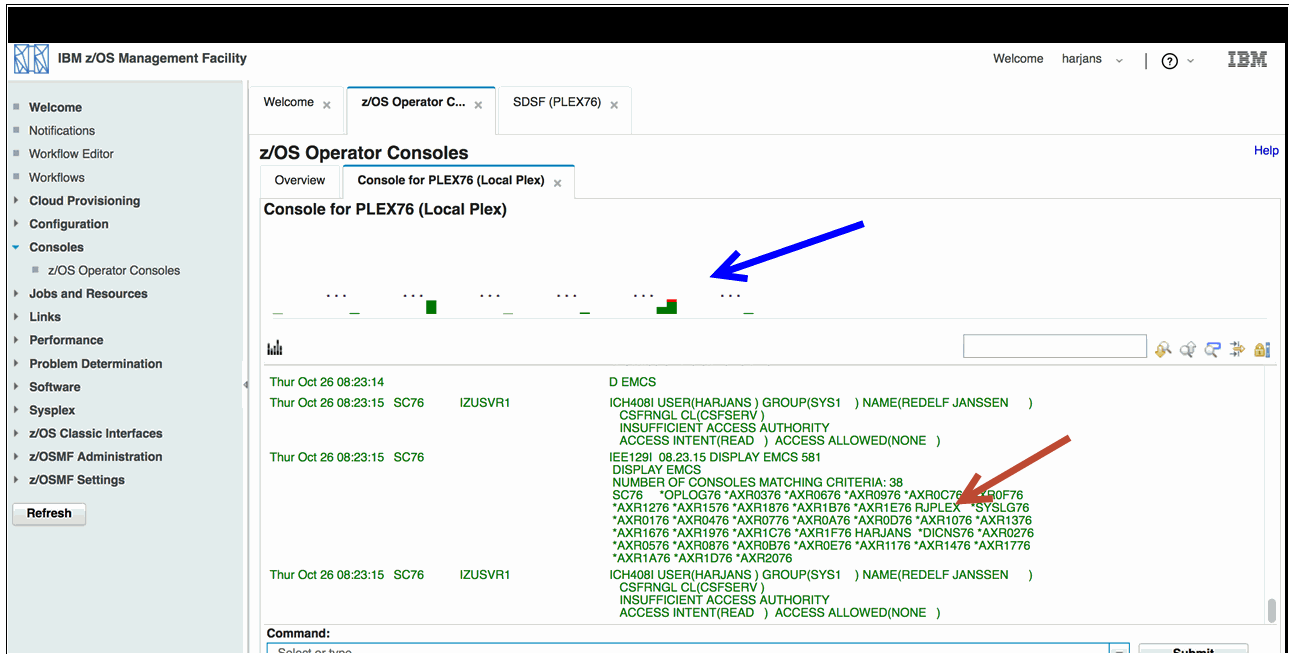 IBM z/OS Management Facility
Welcome harjans
IBM
Welcome
Notifications
Workflow Editor
Workflows
Cloud Provisioning
Configuration
Consoles
z/OS Operator Consoles
Jobs and Resources
Links
Performance
Problem Determination
Software
Sysplex
z/OS Classic Interfaces
z/OSMF Administration
z/OSMF Settings
Refresh
Welcome
z/OS Operator C...
SDSF (PLEX76)
z/OS Operator Consoles
Help
Overview
Console for PLEX76 (Local Plex)
Console for PLEX76 (Local Plex)
... ... ... ... ... ...
Thur Oct 26 08:23:14 D EMCS
Thur Oct 26 08:23:15 SC76 IZUSVR1 ICH408I USER(HARJANS ) GROUP(SYS1 ) NAME(REDELF JANSSEN )
CSFRNGL CL(CSFSERV )
INSUFFICIENT ACCESS AUTHORITY
ACCESS INTENT(READ ) ACCESS ALLOWED(NONE )
Thur Oct 26 08:23:15 SC76 IEE129I 08.23.15 DISPLAY EMCS 581
DISPLAY EMCS
NUMBER OF CONSOLES MATCHING CRITERIA: 38
SC76 *OPLOG76 *AXR0376 *AXR0676 *AXR0976 *AXR0C76
*AXR1276 *AXR1576 *AXR1876 *AXR1B76 *AXR1E76 RJPLEX *SYSLG76
*AXR0176 *AXR0476 *AXR0776 *AXR0A76 *AXR0D76 *AXR1076 *AXR1376
*AXR1676 *AXR1976 *AXR1C76 *AXR1F76 HARJANS *DICNS76 *AXR0276
*AXR0576 *AXR0876 *AXR0B76 *AXR0E76 *AXR1176 *AXR1476 *AXR1776
*AXR1A76 *AXR1D76 *AXR2076
Thur Oct 26 08:23:15 SC76 IZUSVR1 ICH408I USER(HARJANS ) GROUP(SYS1 ) NAME(REDELF JANSSEN )
CSFRNGL CL(CSFSERV )
INSUFFICIENT ACCESS AUTHORITY
ACCESS INTENT(READ ) ACCESS ALLOWED(NONE )
Command:
Select or type
Submit